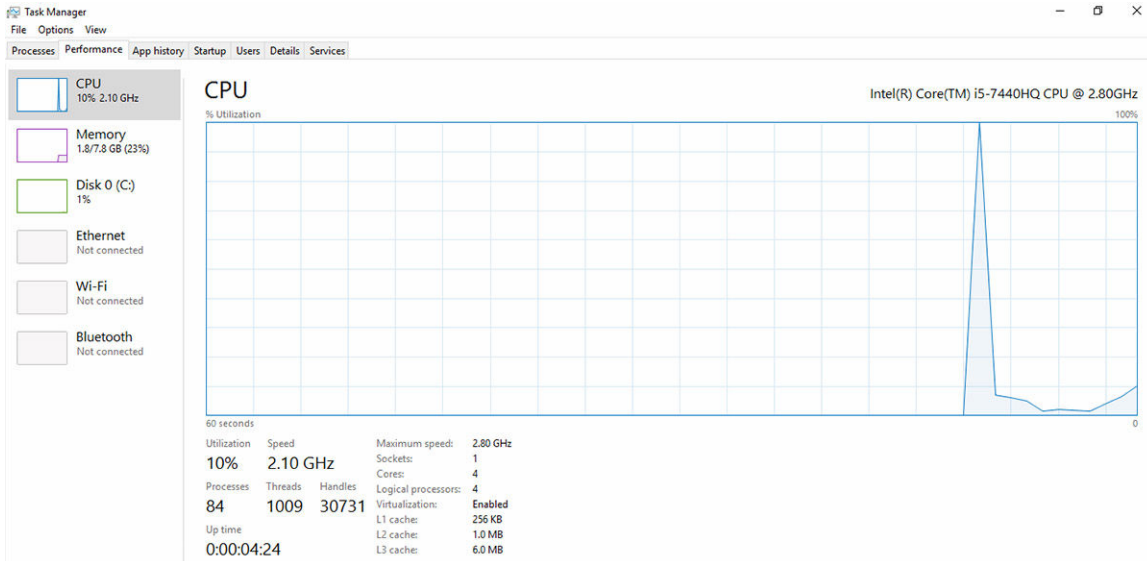 Task Manager
File Options View
Processes Performance App history Startup Users Details Services
CPU
10% 2.10 GHz
Memory
1.8/7.8 GB (23%)
Disk 0 (C:)
1%
Ethernet
Not connected
Wi-Fi
Not connected
Bluetooth
Not connected
CPU
Intel(R) Core(TM) i5-7440HQ CPU @ 2.80GHz
% Utilization 100%
60 seconds 0
Utilization Speed
10% 2.10 GHz
Processes Threads Handles
84 1009 30731
Up time
0:00:04:24
Maximum speed: 2.80 GHz
Sockets: 1
Cores: 4
Logical processors: 4
Virtualization: Enabled
L1 cache: 256 KB
L2 cache: 1.0 MB
L3 cache: 6.0 MB